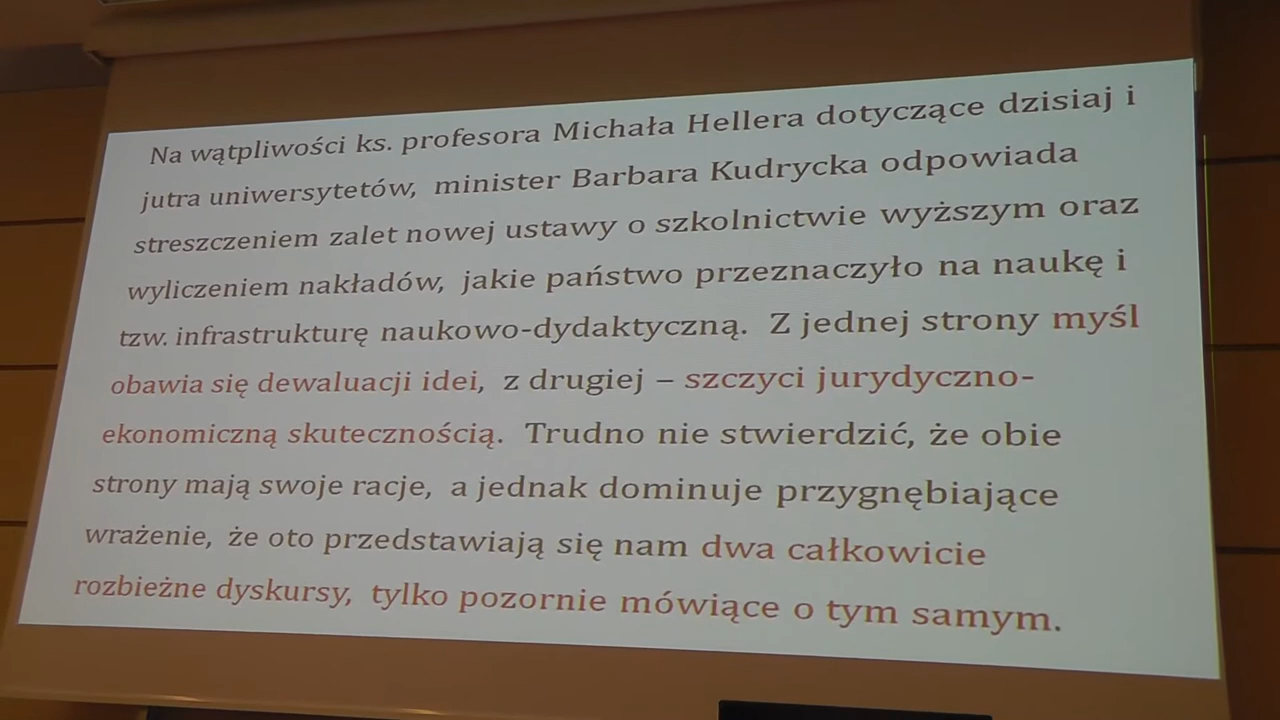 Na wątpliwości ks. profesora Michała Hellera dotyczące dzisiaj i
jutra uniwersytetów, minister Barbara Kudrycka odpowiada
streszczeniem zalet nowej ustawy o szkolnictwie wyższym oraz
wyliczeniem nakładów, jakie państwo przeznaczyło na naukę i
tzw. infrastrukturę naukowo-dydaktyczną. Z jednej strony myśl
obawia się dewaluacji idei, z drugiej – szczyci jurydyczno-
ekonomiczną skutecznością. Trudno nie stwierdzić, że obie
strony mają swoje racje, a jednak dominuje przygnębiające
wrażenie, że oto przedstawiają się nam dwa całkowicie
rozbieżne dyskursy, tylko pozornie mówiące o tym samym.